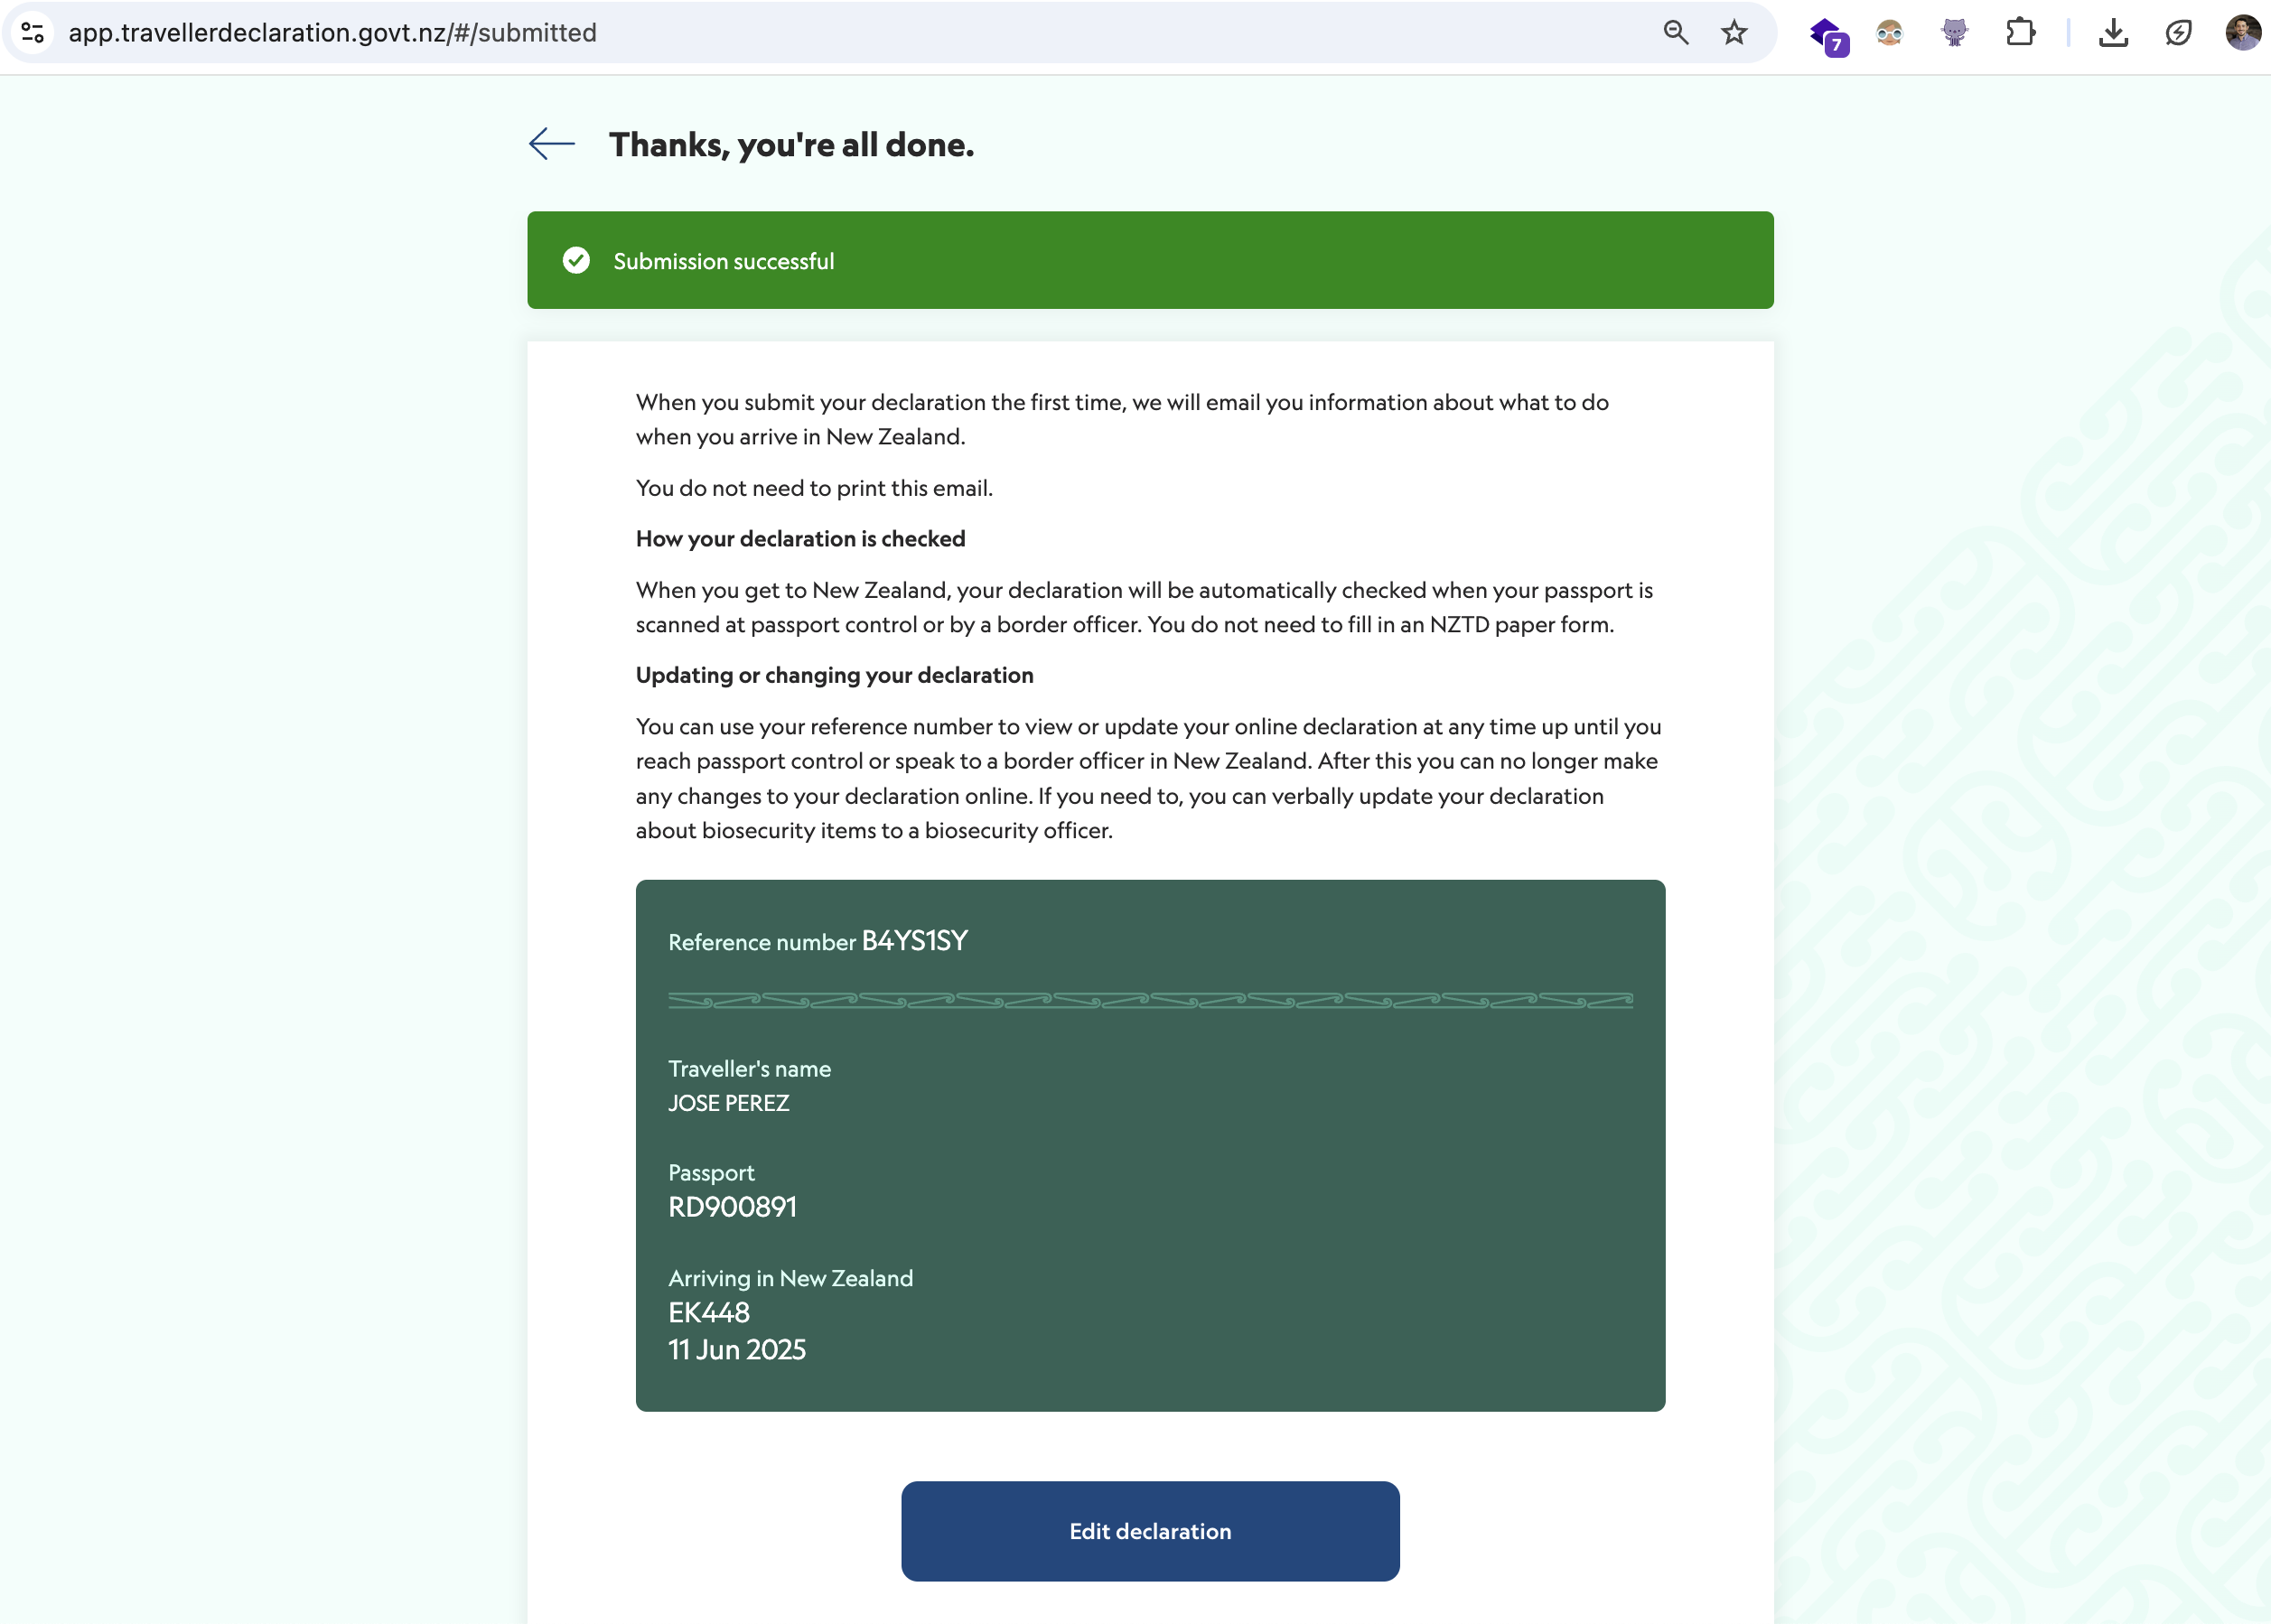 app.travellerdeclaration.govt.nz/#/submitted
7
Thanks, you're all done.
Submission successful
When you submit your declaration the first time, we will email you information about what to do
when you arrive in New Zealand.
You do not need to print this email.
How your declaration is checked
When you get to New Zealand, your declaration will be automatically checked when your passport is
scanned at passport control or by a border officer. You do not need to fill in an NZTD paper form.
Updating or changing your declaration
You can use your reference number to view or update your online declaration at any time up until you
reach passport control or speak to a border officer in New Zealand. After this you can no longer make
any changes to your declaration online. If you need to, you can verbally update your declaration
about biosecurity items to a biosecurity officer.
Reference number B4YS1SY
Traveller's name
JOSE PEREZ
Passport
RD900891
Arriving in New Zealand
EK448
11 Jun 2025
Edit declaration